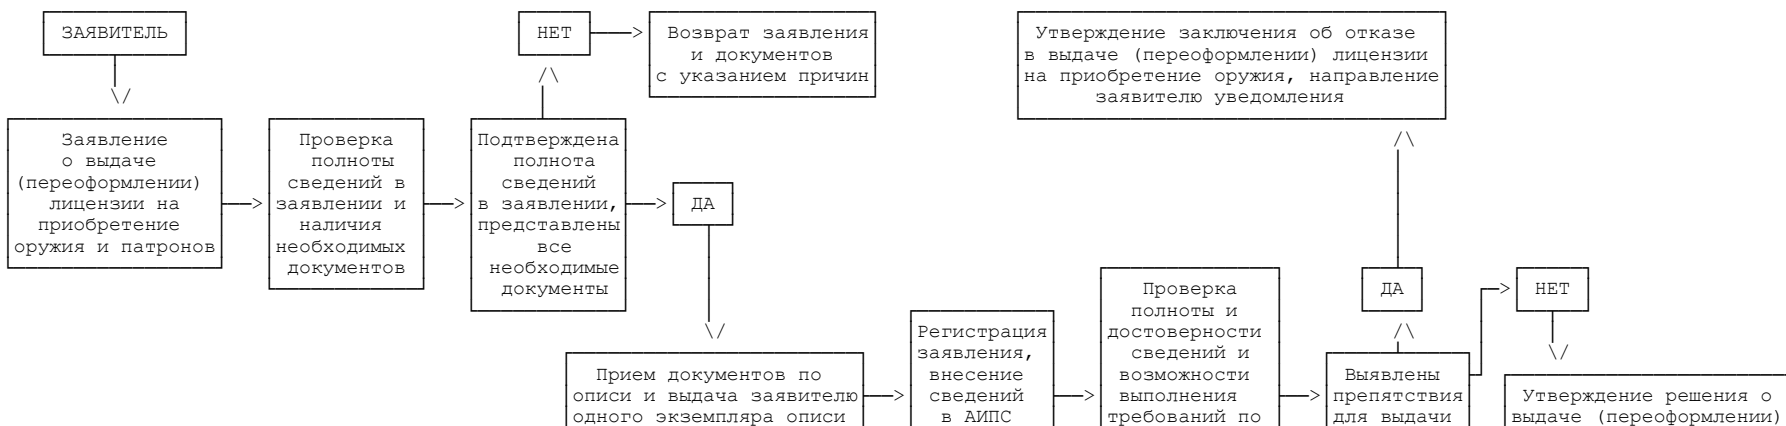 ЗАЯВИТЕЛЬ
НЕТ
Возврат заявления
и документов
с указанием причин
Утверждение заключения об отказе
в выдаче (переоформлении) лицензии
на приобретение оружия, направление
заявителю уведомления
Заявление
о выдаче
(переоформлении)
лицензии на
приобретение
оружия и патронов
Проверка
полноты
сведений в
заявлении и
наличия
необходимых
документов
Подтверждена
полнота
сведений
в заявлении,
представлены
все
необходимые
документы
ДА
Прием документов по
описи и выдача заявителю
одного экземпляра описи
Регистрация
заявления,
внесение
сведений
в АИПС
Проверка
полноты и
достоверности
сведений и
возможности
выполнения
требований по
ДА
Выявлены
препятствия
для выдачи
НЕТ
Утверждение решения о
выдаче (переоформлении)